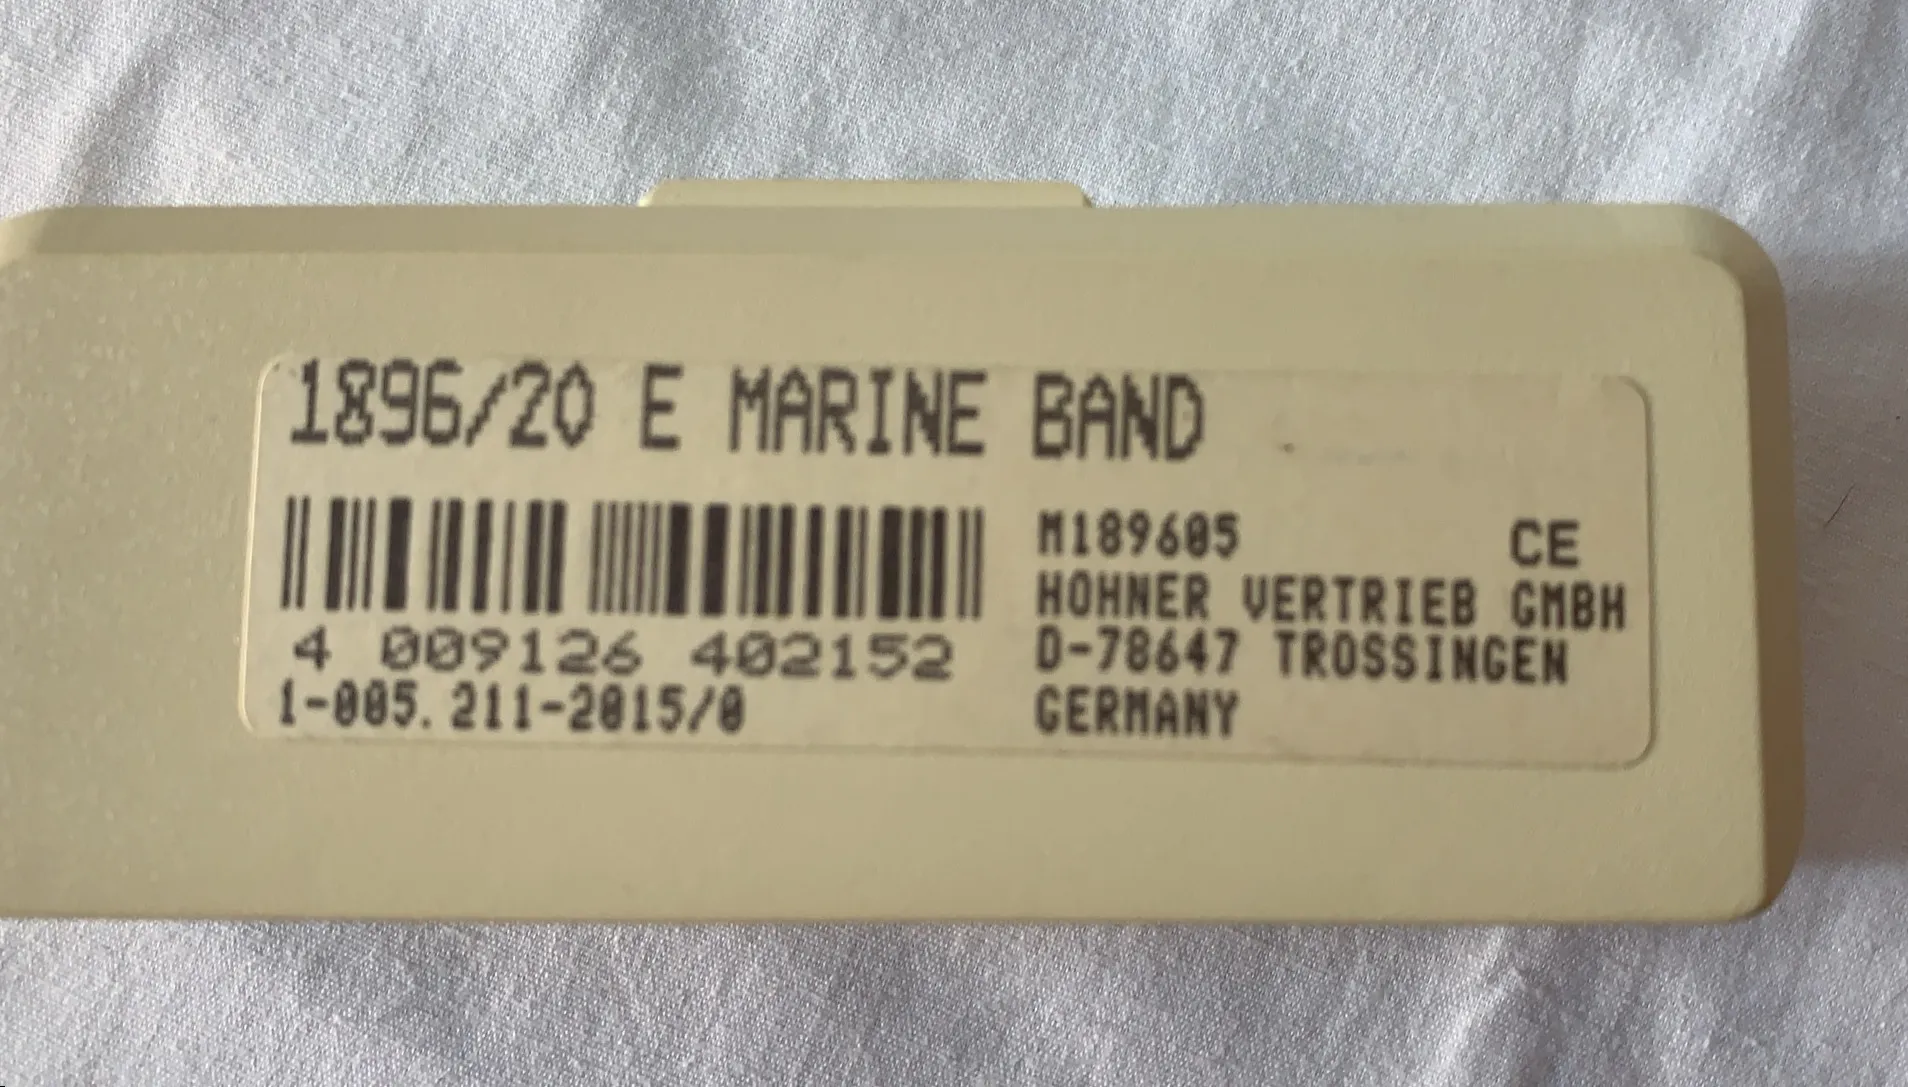 1896/20 E MARINE BAND
4 009126 402152
1-005.211-2015/0
M189605 CE
HOHNER VERTRIEB GMBH
D-78647 TROSSINGEN
GERMANY